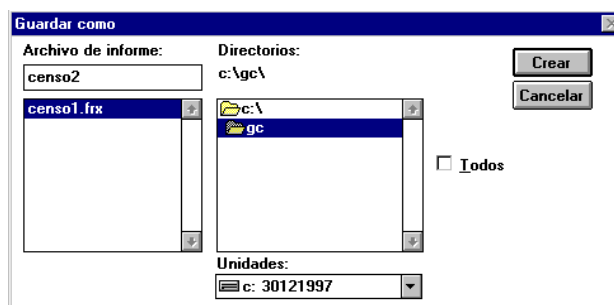 Guardar como
Archivo de informe:
Directorios:
censo2
c:\gc\
Crear
Cancelar
censo1.frx
c:\
gc
Todos
Unidades:
c: 30121997